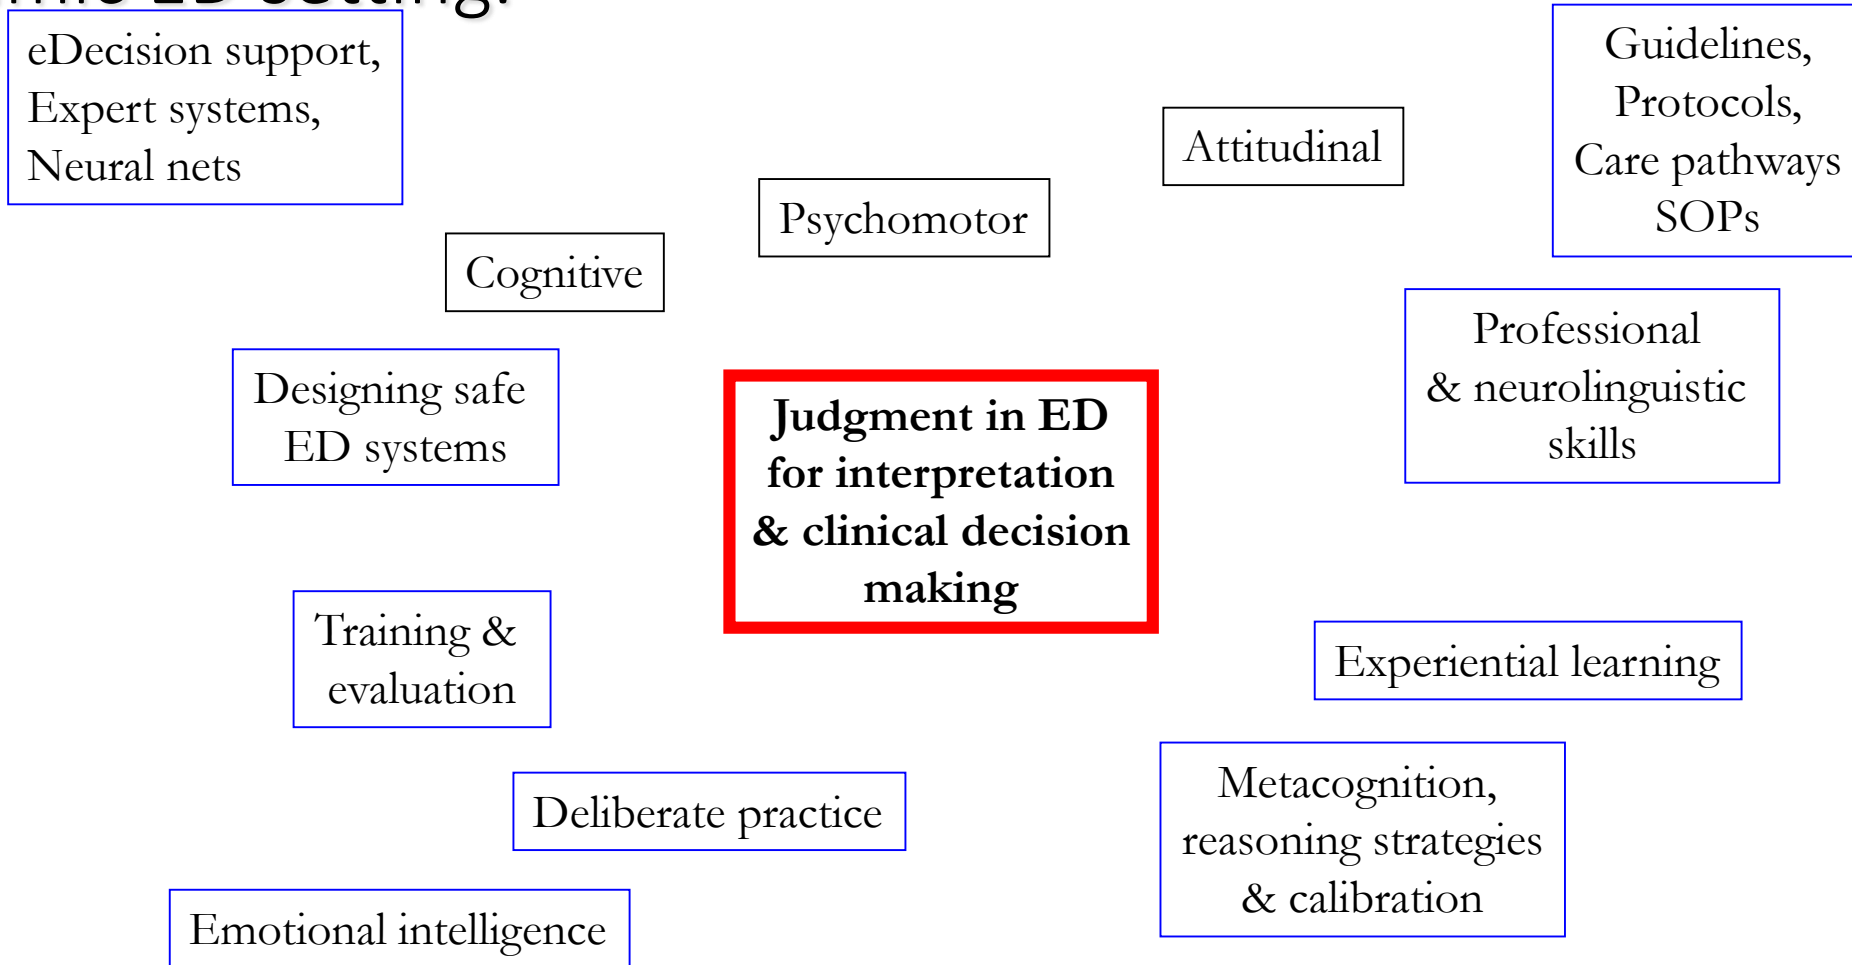 ED setting.
eDecision support,
Expert systems,
Neural nets
Guidelines,
Protocols,
Care pathways
SOPs
Attitudinal
Psychomotor
Cognitive
Professional
& neurolinguistic
skills
Designing safe
ED systems
Judgment in ED
for interpretation
& clinical decision
making
Training &
evaluation
Experiential learning
Metacognition,
reasoning strategies
& calibration
Deliberate practice
Emotional intelligence